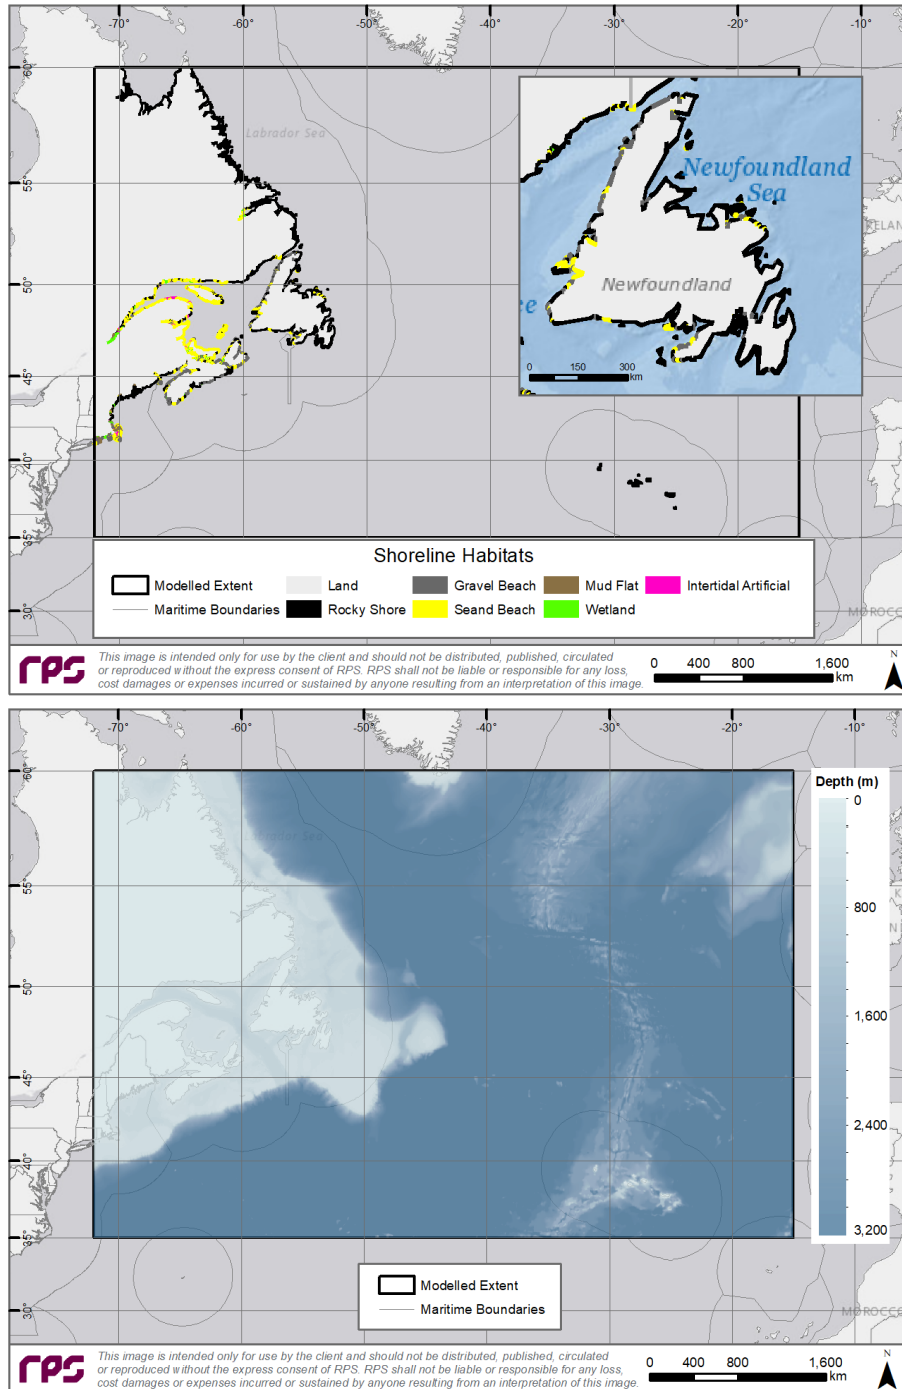 -70° -60° -50° -40° -30° -20° -10°
60°
Labrador Sea
55°
50°
45°
40°
35°
30°
Newfoundland
Sea
Newfoundland
e
0 150 300
km
RELAN
MOROCC
Shoreline Habitats
Modelled Extent Land Gravel Beach Mud Flat Intertidal Artificial
Maritime Boundaries Rocky Shore Seand Beach Wetland
rps
This image is intended only for use by the client and should not be distributed, published, circulated
or reproduced without the express consent of RPS. RPS shall not be liable or responsible for any loss,
cost damages or expenses incurred or sustained by anyone resulting from an interpretation of this image.
0 400 800 1,600
km
N
-70° -60° -50° -40° -30° -20° -10°
60°
rador Sea
55°
50°
45°
40°
35°
30°
Depth (m)
0
800
1,600
2,400
3,200
MOROCC
Modelled Extent
Maritime Boundaries
rps
This image is intended only for use by the client and should not be distributed, published, circulated
or reproduced without the express consent of RPS. RPS shall not be liable or responsible for any loss,
cost damages or expenses incurred or sustained by anyone resulting from an interpretation of this image.
0 400 800 1,600
km
N